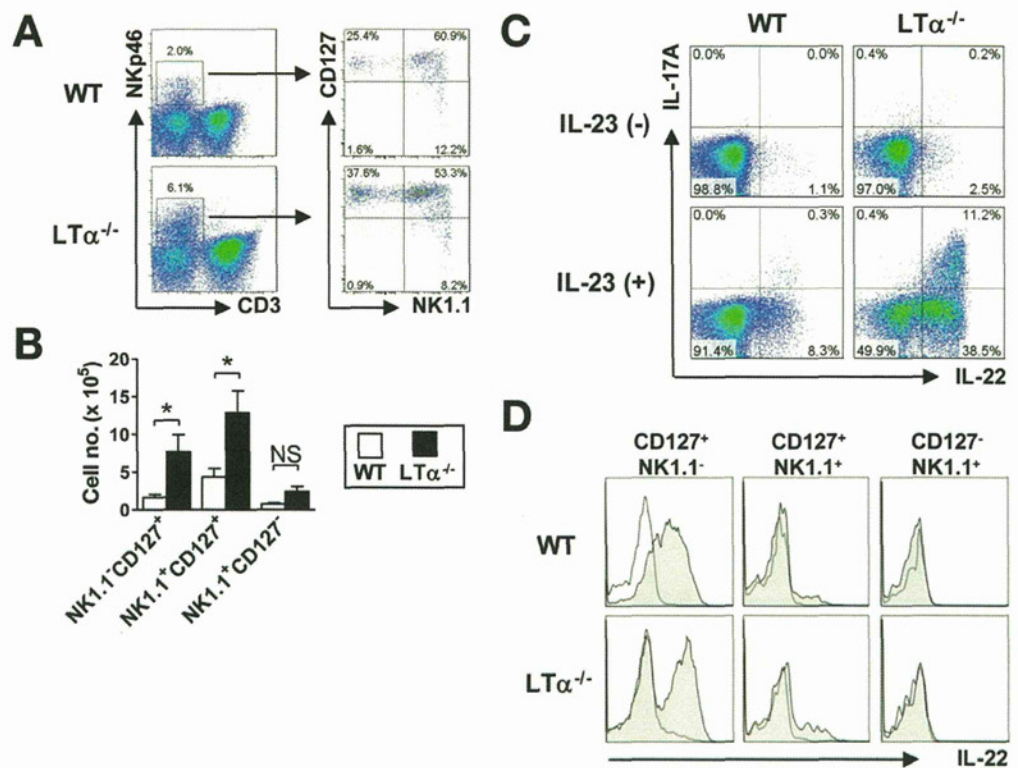 A
NKp46
CD127
2.0%
25.4%
60.9%
WT
1.6%
12.2%
6.1%
37.6%
53.3%
LTα-/-
0.9%
8.2%
CD3
NK1.1
B
Cell no. (x 10⁵)
20
15
10
5
0
*
*
NS
NK1.1⁻CD127⁺
NK1.1⁺CD127⁺
NK1.1⁺CD127⁻
WT LTα-/-
C
WT
LTα-/-
IL-17A
0.0%
0.0%
0.4%
0.2%
IL-23 (-)
98.8%
1.1%
97.0%
2.5%
0.0%
0.3%
0.4%
11.2%
IL-23 (+)
91.4%
8.3%
49.9%
38.5%
IL-22
D
CD127⁺
NK1.1⁻
CD127⁺
NK1.1⁺
CD127⁻
NK1.1⁺
WT
LTα-/-
IL-22